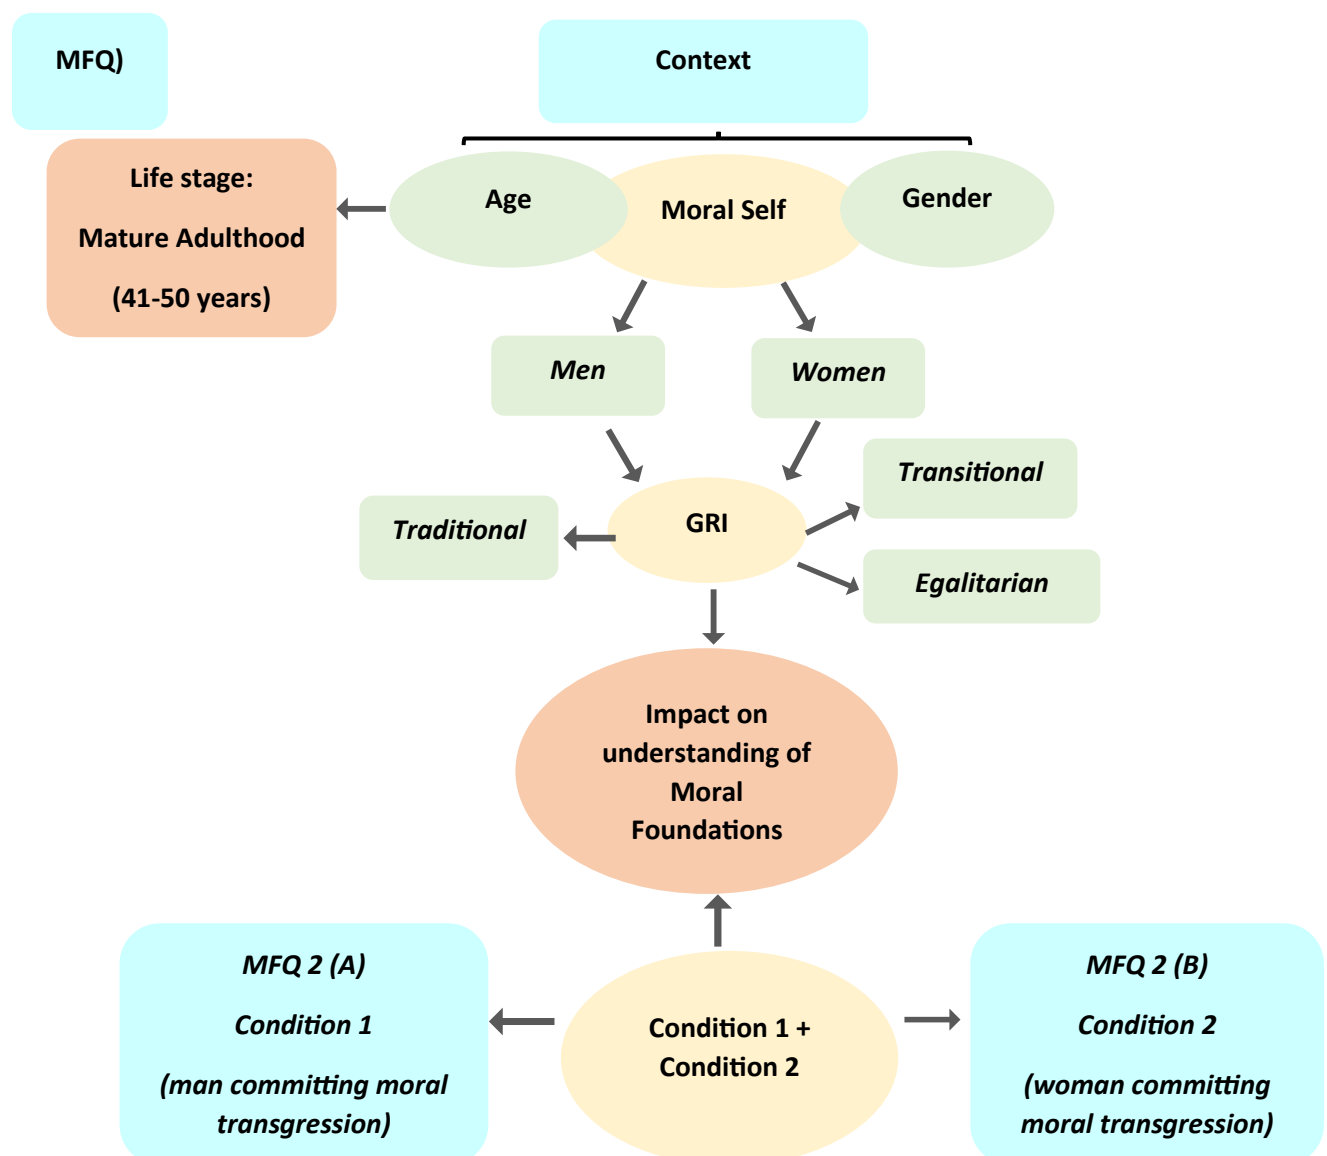 MFQ)
Context
Life stage:
Mature Adulthood
(41-50 years)
Age
Moral Self
Gender
Men
Women
Traditional
GRI
Transitional
Egalitarian
Impact on
understanding of
Moral
Foundations
MFQ 2 (A)
Condition 1
(man committing moral
transgression)
Condition 1 +
Condition 2
MFQ 2 (B)
Condition 2
(woman committing
moral transgression)